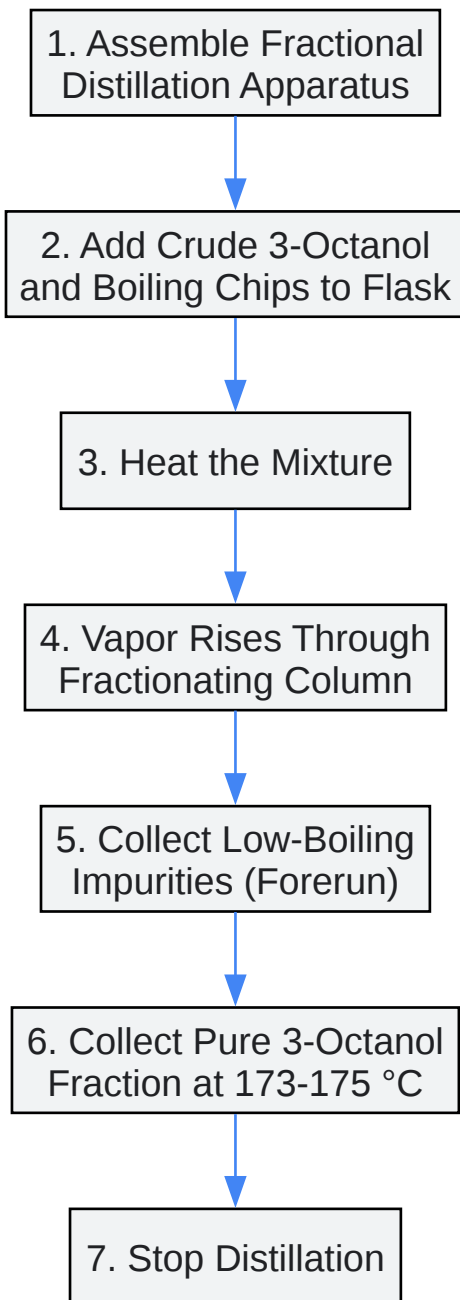 1. Assemble Fractional
Distillation Apparatus
2. Add Crude 3-Octanol
and Boiling Chips to Flask
3. Heat the Mixture
4. Vapor Rises Through
Fractionating Column
5. Collect Low-Boiling
Impurities (Forerun)
6. Collect Pure 3-Octanol
Fraction at 173-175 °C
7. Stop Distillation